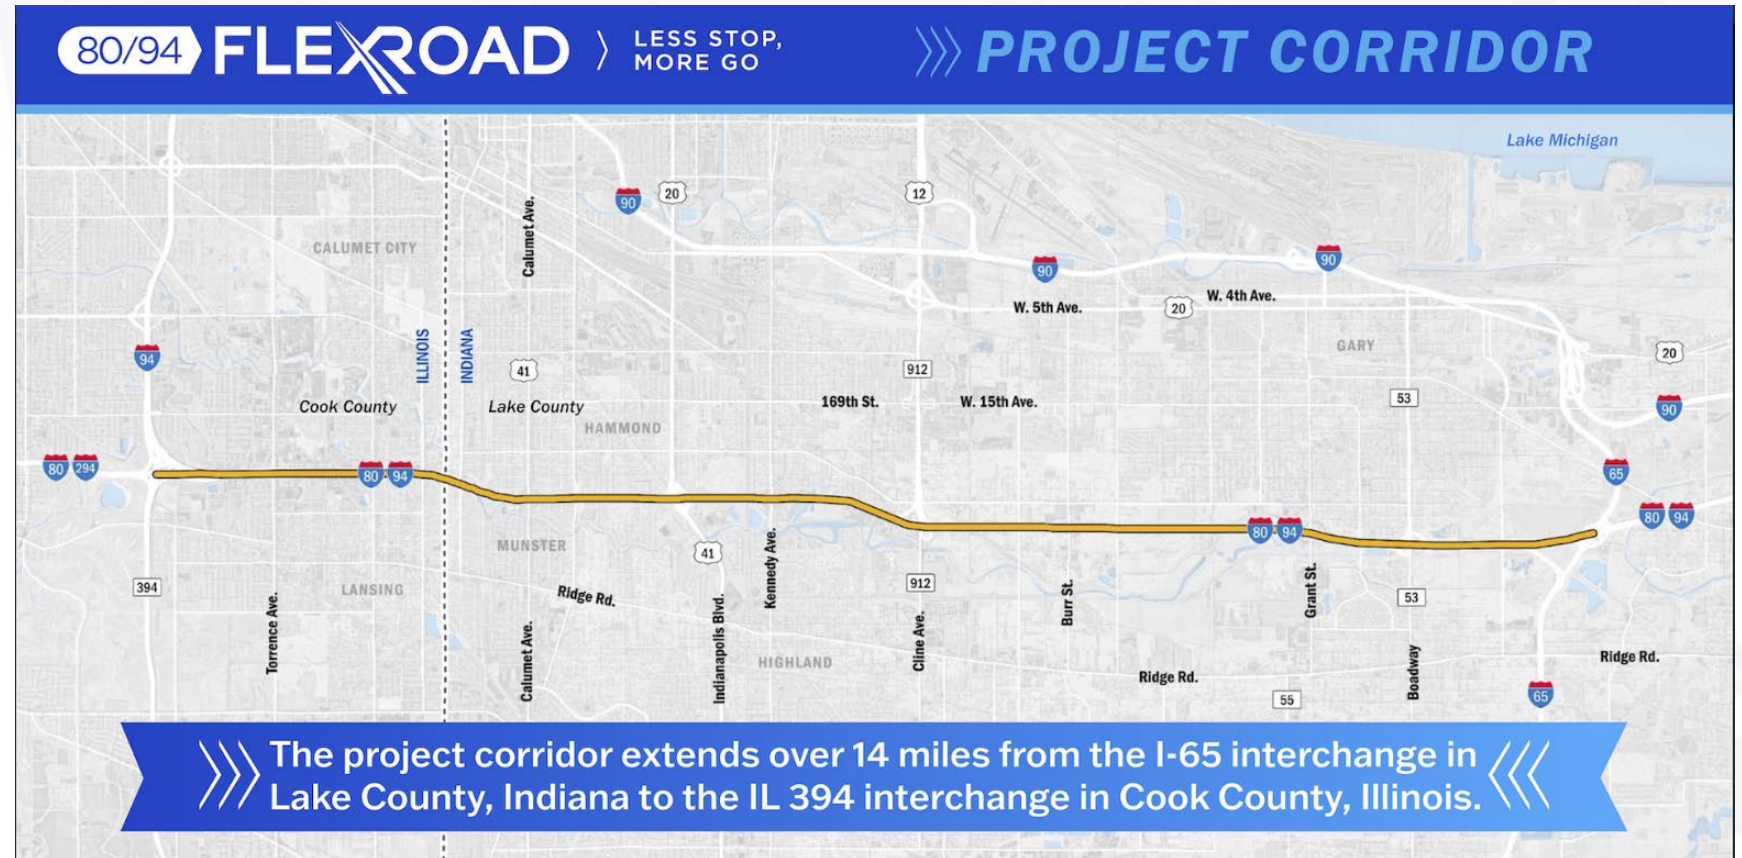 80/94 FLEXROAD
LESS STOP,
MORE GO
PROJECT CORRIDOR
Lake Michigan
90
20
12
CALUMET CITY
Calumet Ave.
90
90
W. 5th Ave.
20
W. 4th Ave.
94
ILLINOIS
INDIANA
41
912
GARY
20
Cook County
Lake County
169th St.
W. 15th Ave.
53
90
HAMMOND
80 294
80 94
65
80 94
80 94
MUNSTER
41
Kennedy Ave.
394
LANSING
Ridge Rd.
912
Burr St.
Grant St.
53
Torrence Ave.
Calumet Ave.
Indianapolis Blvd.
HIGHLAND
Cline Ave.
Ridge Rd.
55
Boadway
Ridge Rd.
65
The project corridor extends over 14 miles from the I-65 interchange in
Lake County, Indiana to the IL 394 interchange in Cook County, Illinois.